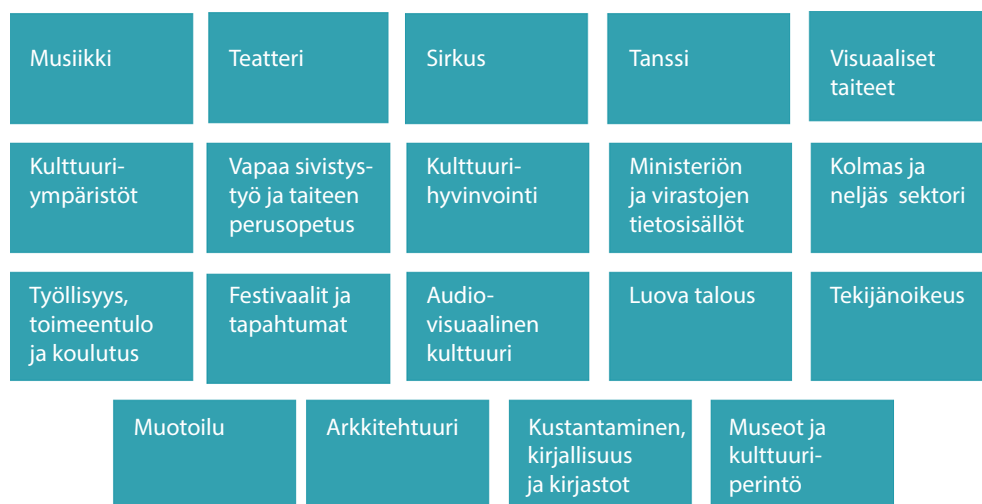 Musiikki
Teatteri
Sirkus
Tanssi
Visuaaliset
taiteet
Kulttuuri-
ympäristöt
Vapaa sivistys-
työ ja taiteen
perusopetus
Kulttuuri-
hyvinvointi
Ministeriön
ja virastojen
tietosisällöt
Kolmas ja
neljäs sektori
Työllisyys,
toimeentulo
ja koulutus
Festivaalit ja
tapahtumat
Audio-
visuaalinen
kulttuuri
Luova talous
Tekijänoikeus
Muotoilu
Arkkitehtuuri
Kustantaminen,
kirjallisuus
ja kirjastot
Museot ja
kulttuuri-
perintö